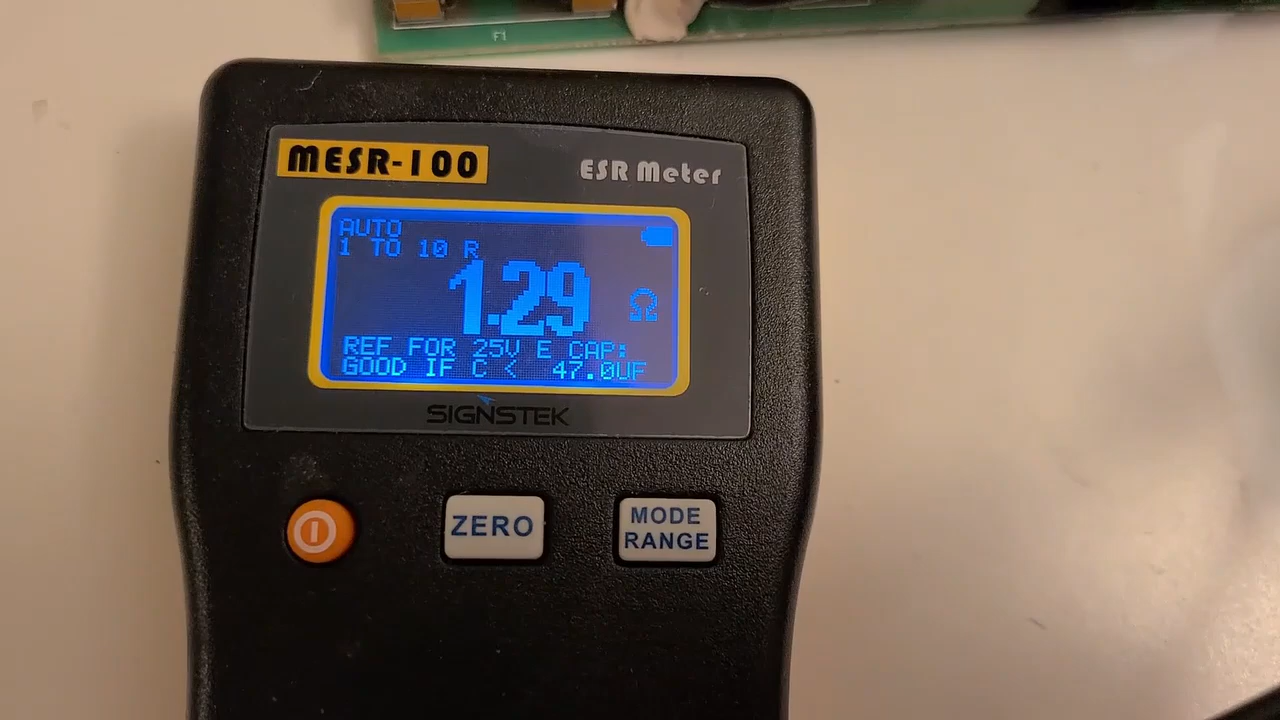 F1
MESR-100
ESR Meter
AUTO
1 TO 10 R
1.29 Ω
REF FOR 25V E CAP:
GOOD IF C < 47.0UF
SIGNSTEK
ZERO
MODE
RANGE